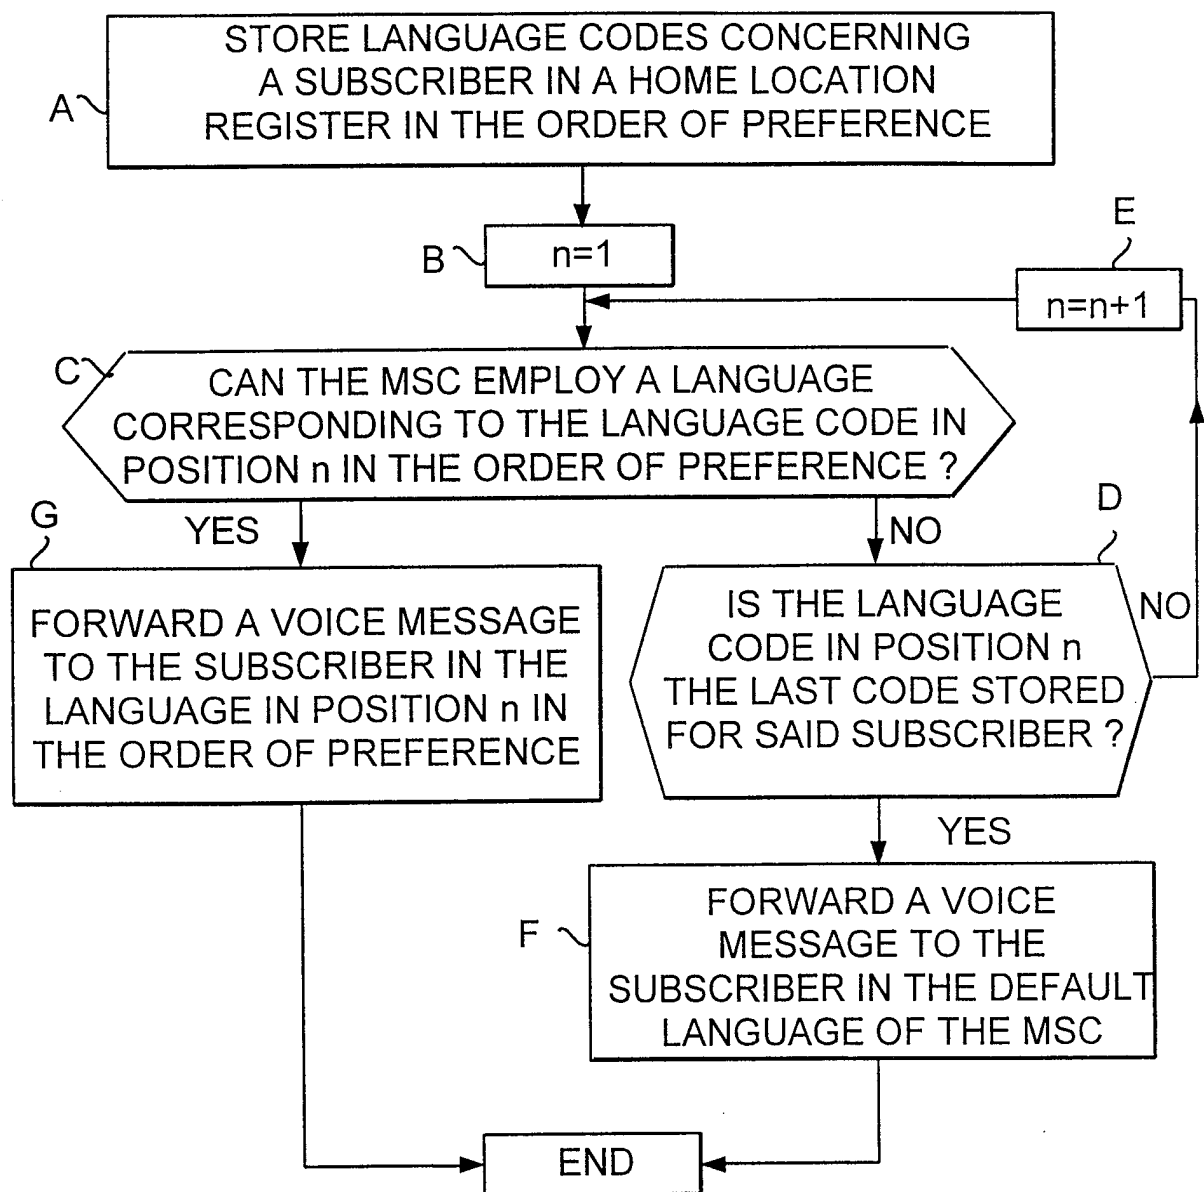 STORE LANGUAGE CODES CONCERNING
A SUBSCRIBER IN A HOME LOCATION
REGISTER IN THE ORDER OF PREFERENCE
A
B
n=1
E
n=n+1
C
CAN THE MSC EMPLOY A LANGUAGE
CORRESPONDING TO THE LANGUAGE CODE IN
POSITION n IN THE ORDER OF PREFERENCE ?
YES
NO
G
FORWARD A VOICE MESSAGE
TO THE SUBSCRIBER IN THE
LANGUAGE IN POSITION n IN
THE ORDER OF PREFERENCE
D
IS THE LANGUAGE
CODE IN POSITION n
THE LAST CODE STORED
FOR SAID SUBSCRIBER ?
NO
YES
F
FORWARD A VOICE
MESSAGE TO THE
SUBSCRIBER IN THE DEFAULT
LANGUAGE OF THE MSC
END